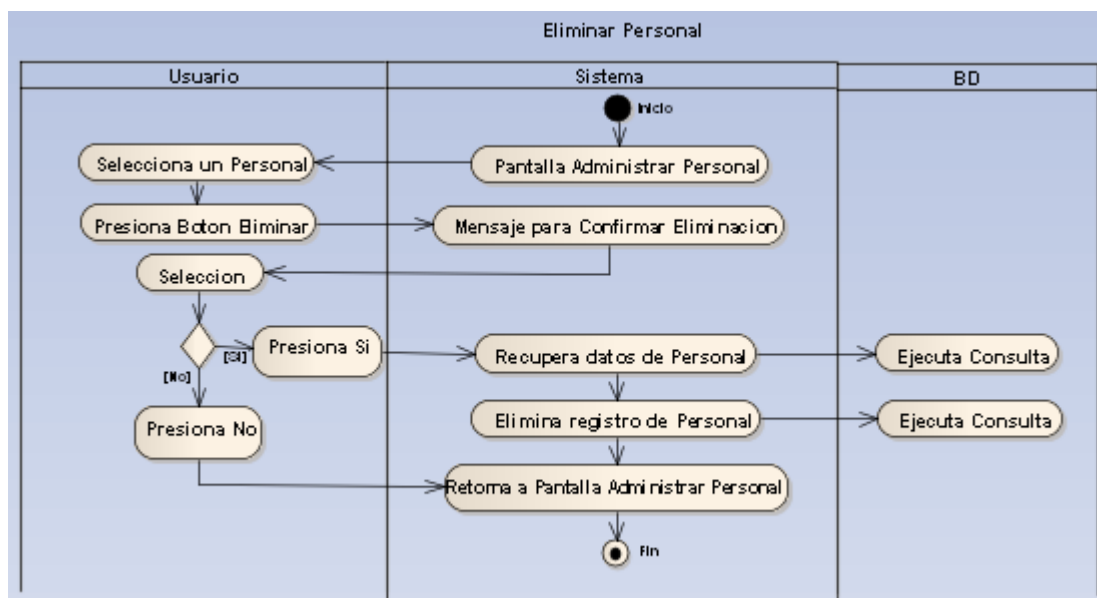 Eliminar Personal
Usuario
Sistema
BD
Inicio
Selecciona un Personal
Pantalla Administrar Personal
Presiona Boton Eliminar
Mensaje para Confirmar Eliminacion
Seleccion
[Si]
Presiona Si
Recupera datos de Personal
Ejecuta Consulta
[No]
Presiona No
Elimina registro de Personal
Ejecuta Consulta
Retorna a Pantalla Administrar Personal
Fin